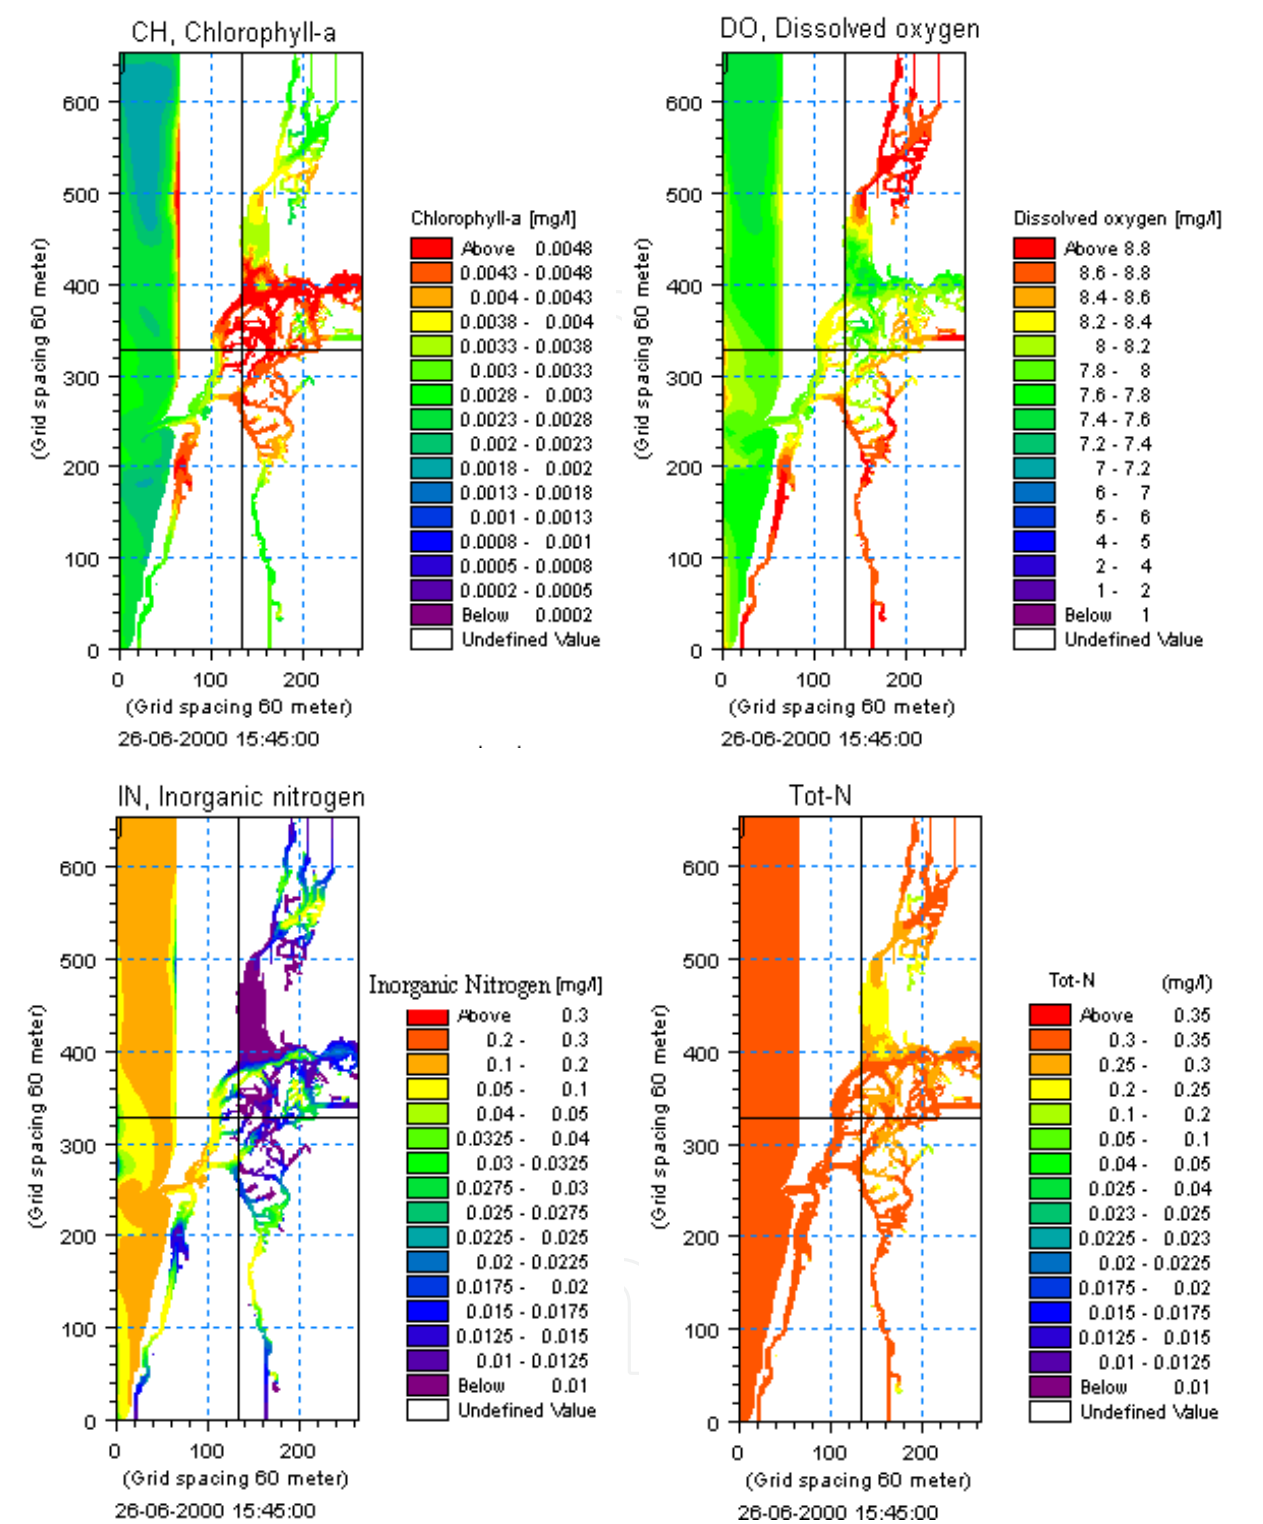 CH, Chlorophyll-a
600
500
400
300
200
100
0
(Grid spacing 60 meter)
0 100 200
(Grid spacing 60 meter)
26-06-2000 15:45:00
Chlorophyll-a [mg/l]
Above 0.0048
0.0043 - 0.0048
0.004 - 0.0043
0.0038 - 0.004
0.0033 - 0.0038
0.003 - 0.0033
0.0028 - 0.003
0.0023 - 0.0028
0.002 - 0.0023
0.0018 - 0.002
0.0013 - 0.0018
0.001 - 0.0013
0.0008 - 0.001
0.0005 - 0.0008
0.0002 - 0.0005
Below 0.0002
Undefined Value
DO, Dissolved oxygen
600
500
400
300
200
100
0
(Grid spacing 60 meter)
0 100 200
(Grid spacing 60 meter)
26-06-2000 15:45:00
Dissolved oxygen [mg/l]
Above 8.8
8.6 - 8.8
8.4 - 8.6
8.2 - 8.4
8 - 8.2
7.8 - 8
7.6 - 7.8
7.4 - 7.6
7.2 - 7.4
7 - 7.2
6 - 7
5 - 6
4 - 5
2 - 4
1 - 2
Below 1
Undefined Value
IN, Inorganic nitrogen
600
500
400
300
200
100
0
(Grid spacing 60 meter)
0 100 200
(Grid spacing 60 meter)
26-06-2000 15:45:00
Inorganic Nitrogen [mg/l]
Above 0.3
0.2 - 0.3
0.1 - 0.2
0.05 - 0.1
0.04 - 0.05
0.0325 - 0.04
0.03 - 0.0325
0.0275 - 0.03
0.025 - 0.0275
0.0225 - 0.025
0.02 - 0.0225
0.0175 - 0.02
0.015 - 0.0175
0.0125 - 0.015
0.01 - 0.0125
Below 0.01
Undefined Value
Tot-N
600
500
400
300
200
100
0
(Grid spacing 60 meter)
0 100 200
(Grid spacing 60 meter)
26-06-2000 15:45:00
Tot-N (mg/l)
Above 0.35
0.3 - 0.35
0.25 - 0.3
0.2 - 0.25
0.1 - 0.2
0.05 - 0.1
0.04 - 0.05
0.025 - 0.04
0.023 - 0.025
0.0225 - 0.023
0.02 - 0.0225
0.0175 - 0.02
0.015 - 0.0175
0.0125 - 0.015
0.01 - 0.0125
Below 0.01
Undefined Value